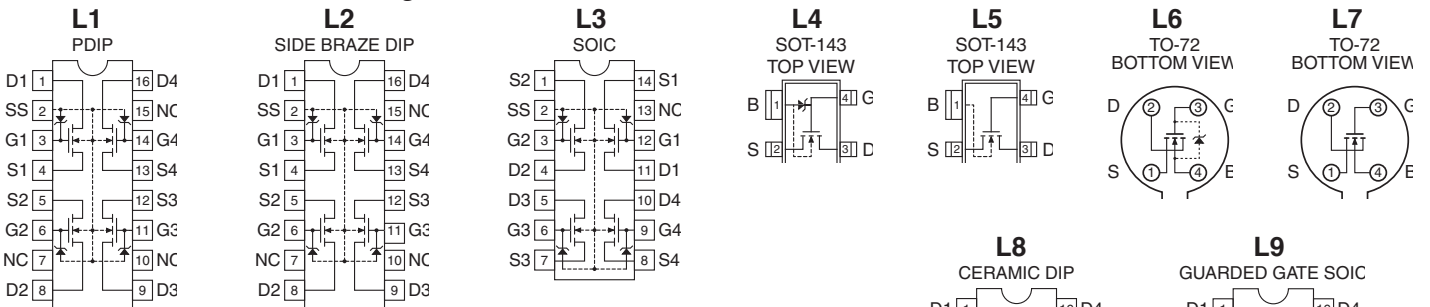 L1
PDIP
D1 1 16 D4
SS 2 15 NC
G1 3 14 G4
S1 4 13 S4
S2 5 12 S3
G2 6 11 G3
NC 7 10 NC
D2 8 9 D3
L2
SIDE BRAZE DIP
D1 1 16 D4
SS 2 15 NC
G1 3 14 G4
S1 4 13 S4
S2 5 12 S3
G2 6 11 G3
NC 7 10 NC
D2 8 9 D3
L3
SOIC
S2 1 14 S1
SS 2 13 NC
G2 3 12 G1
D2 4 11 D1
D3 5 10 D4
G3 6 9 G4
S3 7 8 S4
L4
SOT-143
TOP VIEW
B 1 4 G
S 2 3 D
L5
SOT-143
TOP VIEW
B 1 4 G
S 2 3 D
L6
TO-72
BOTTOM VIEW
D 2 3 G
S 1 4 B
L7
TO-72
BOTTOM VIEW
D 2 3 G
S 1 4
L8
CERAMIC DIP
D1 1 D4
L9
GUARDED GATE SOIC
D1 1 D4